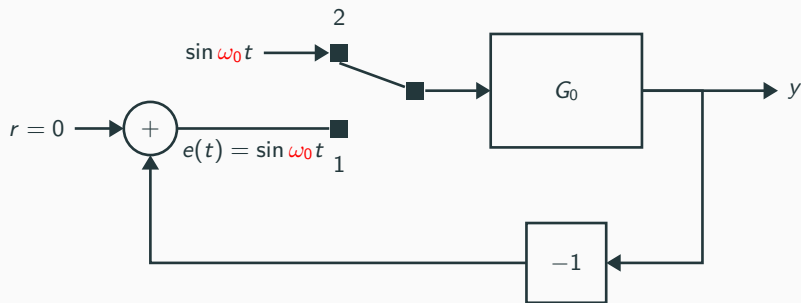 2
sin ω₀t
G₀
y
r = 0
+
e(t) = sin ω₀t
1
−1